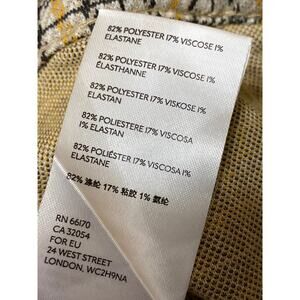 82% POLYESTER 17% VISCOSE 1%
ELASTANE
82% POLYESTER 17% VISCOSE 1%
ÉLASTHANNE
82% POLYESTER 17% VISKOSE 1%
ELASTAN
82% POLIESTERE 17% VISCOSA
1% ELASTAN
82% POLIÉSTER 17% VISCOSA 1%
ELASTANE
82% 涤纶 17% 粘胶 1% 氨纶
RN 66170
CA 32054
FOR EU
24 WEST STREET
LONDON, WC2H9NA